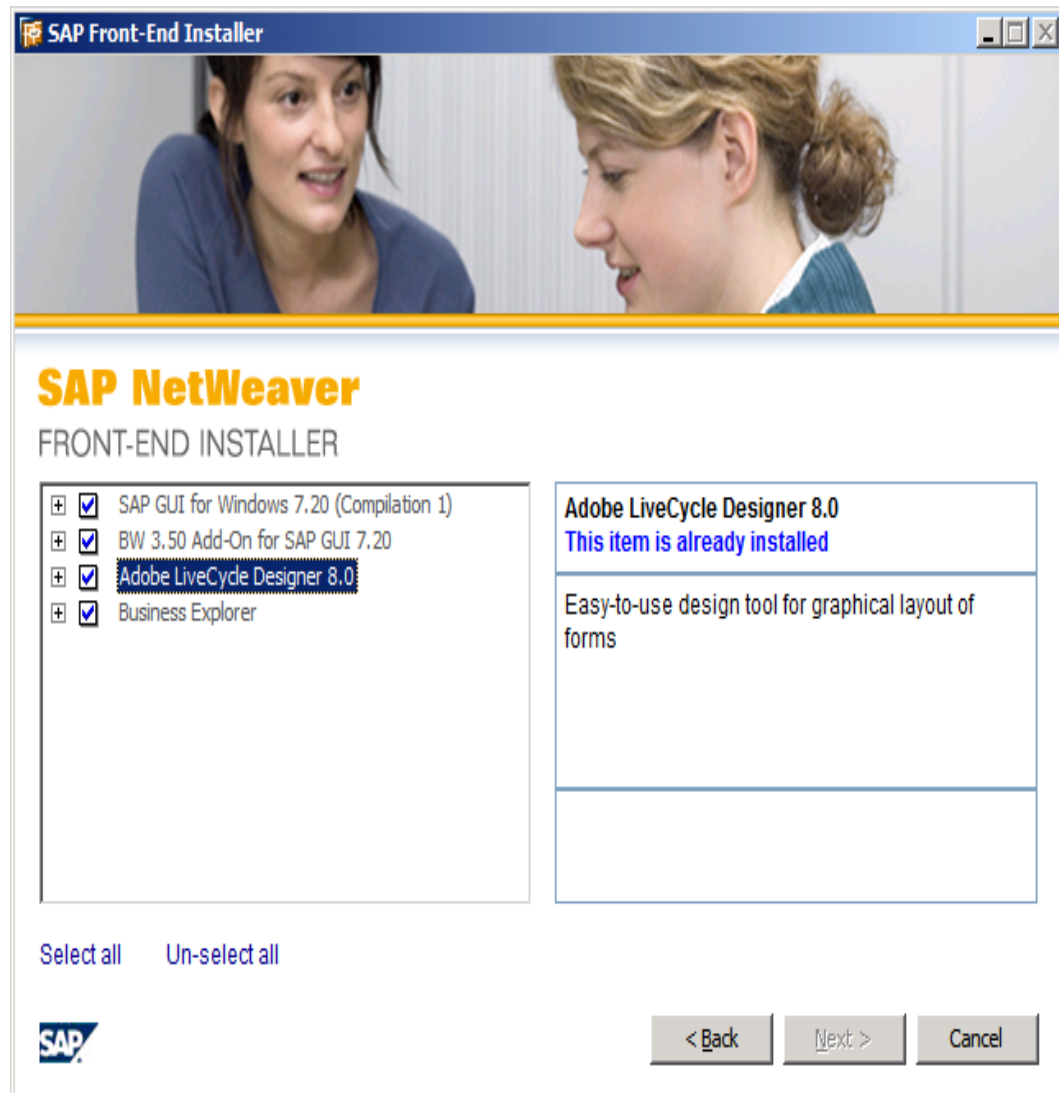 SAP Front-End Installer
SAP NetWeaver
FRONT-END INSTALLER
SAP GUI for Windows 7.20 (Compilation 1)
BW 3.50 Add-On for SAP GUI 7.20
Adobe LiveCycle Designer 8.0
Business Explorer
Adobe LiveCycle Designer 8.0
This item is already installed
Easy-to-use design tool for graphical layout of
forms
Select all Un-select all
SAP
< Back Next > Cancel